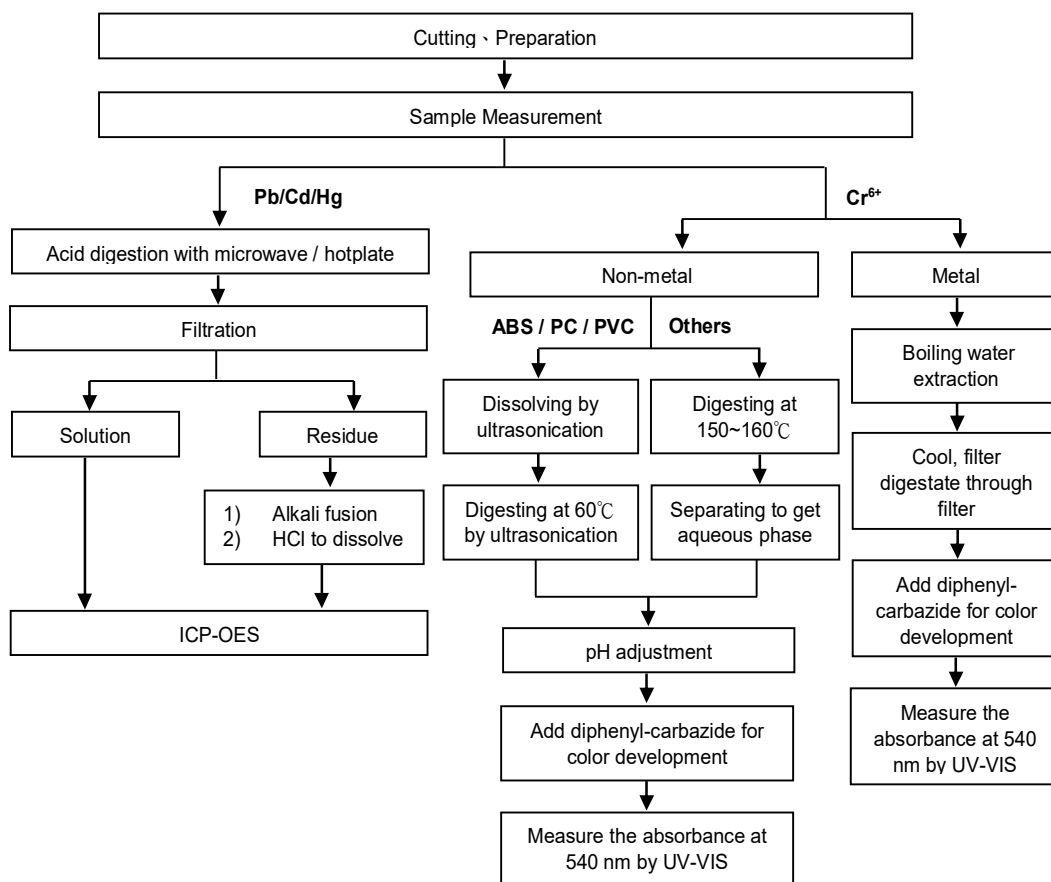 Cutting、Preparation
Sample Measurement
Pb/Cd/Hg
Cr⁶⁺
Acid digestion with microwave / hotplate
Non-metal
Metal
Filtration
ABS / PC / PVC
Others
Boiling water
extraction
Solution
Residue
Dissolving by
ultrasonication
Digesting at
150~160℃
Cool, filter
digestate through
filter
1) Alkali fusion
2) HCl to dissolve
Digesting at 60℃
by ultrasonication
Separating to get
aqueous phase
Add diphenyl-
carbazide for color
development
ICP-OES
pH adjustment
Measure the
absorbance at 540
nm by UV-VIS
Add diphenyl-carbazide for
color development
Measure the absorbance at
540 nm by UV-VIS